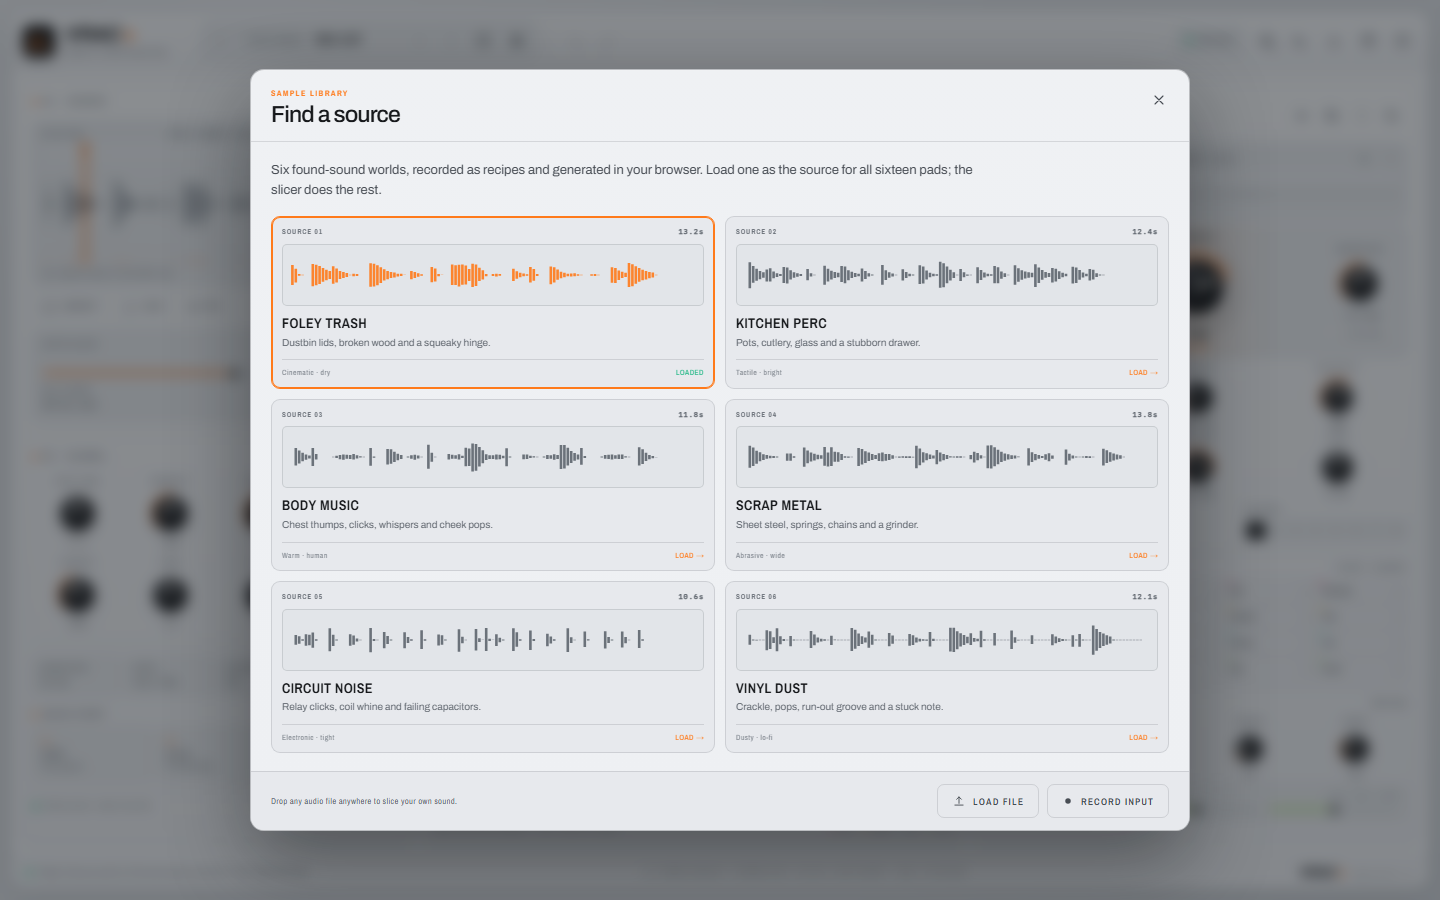 SAMPLE LIBRARY
Find a source
Six found-sound worlds, recorded as recipes and generated in your browser. Load one as the source for all sixteen pads; the
slicer does the rest.
SOURCE 01
13.2s
FOLEY TRASH
Dustbin lids, broken wood and a squeaky hinge.
Cinematic · dry
LOADED
SOURCE 02
12.4s
KITCHEN PERC
Pots, cutlery, glass and a stubborn drawer.
Tactile · bright
LOAD →
SOURCE 03
11.8s
BODY MUSIC
Chest thumps, clicks, whispers and cheek pops.
Warm · human
LOAD →
SOURCE 04
13.8s
SCRAP METAL
Sheet steel, springs, chains and a grinder.
Abrasive · wide
LOAD →
SOURCE 05
10.6s
CIRCUIT NOISE
Relay clicks, coil whine and failing capacitors.
Electronic · tight
LOAD →
SOURCE 06
12.1s
VINYL DUST
Crackle, pops, run-out groove and a stuck note.
Dusty · lo-fi
LOAD →
Drop any audio file anywhere to slice your own sound.
LOAD FILE
RECORD INPUT